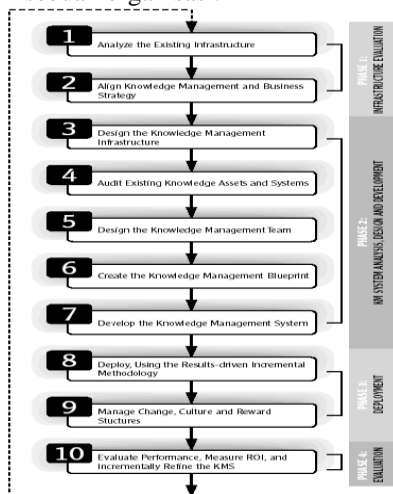 1
Analyze the Existing Infrastructure
2
Align Knowledge Management and Business
Strategy
3
Design the Knowledge Management
Infrastructure
4
Audit Existing Knowledge Assets and Systems
5
Design the Knowledge Management Team
6
Create the Knowledge Management Blueprint
7
Develop the Knowledge Management System
8
Deploy, Using the Results-driven Incremental
Methodology
9
Manage Change, Culture and Reward
Stuctures
10
Evaluate Performance, Measure ROI, and
Incrementally Refine the KMS
PHASE 1:
INFRASTRUCTURE EVALUATION
PHASE 2:
KM SYSTEM ANALYSIS, DESIGN AND DEVELOPMENT
PHASE 3:
DEPLOYMENT
PHASE 4:
EVALUATION